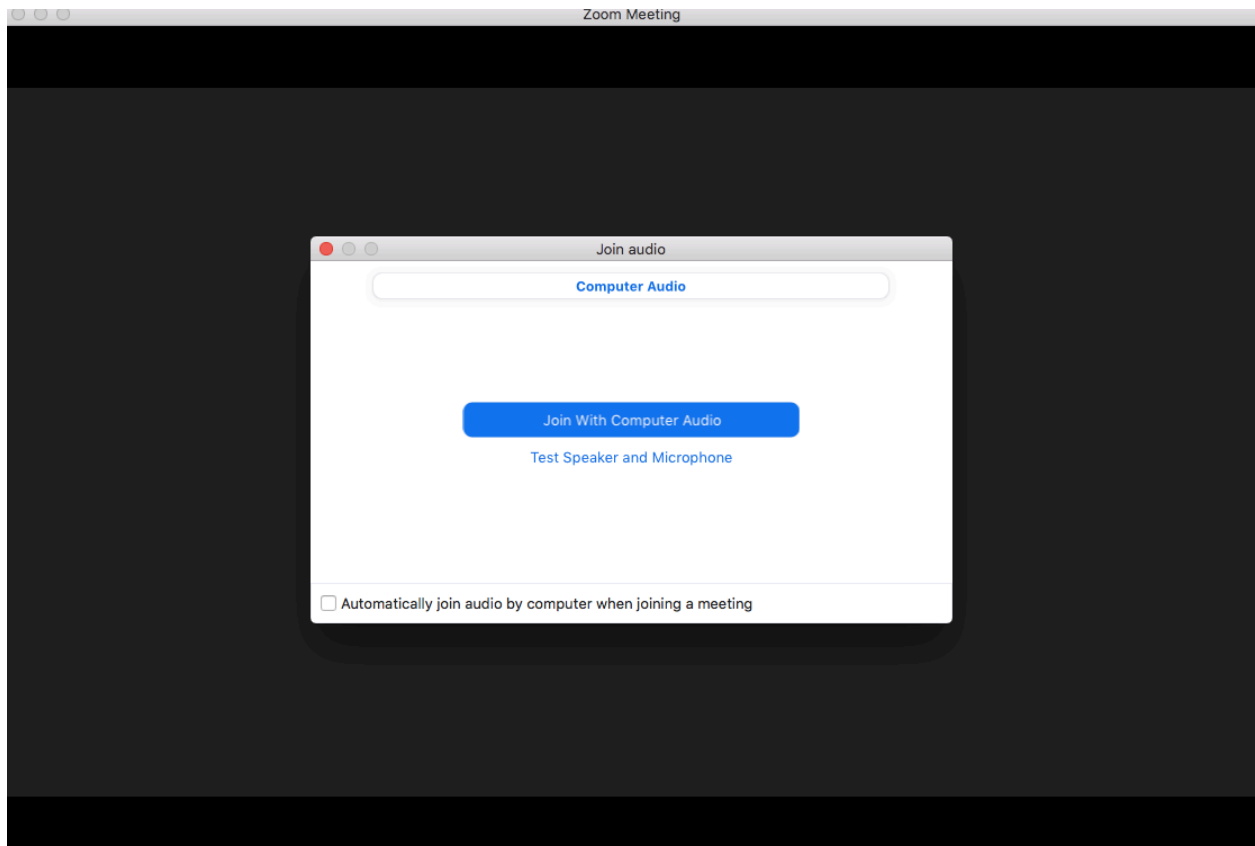 Zoom Meeting
Join audio
Computer Audio
Join With Computer Audio
Test Speaker and Microphone
Automatically join audio by computer when joining a meeting